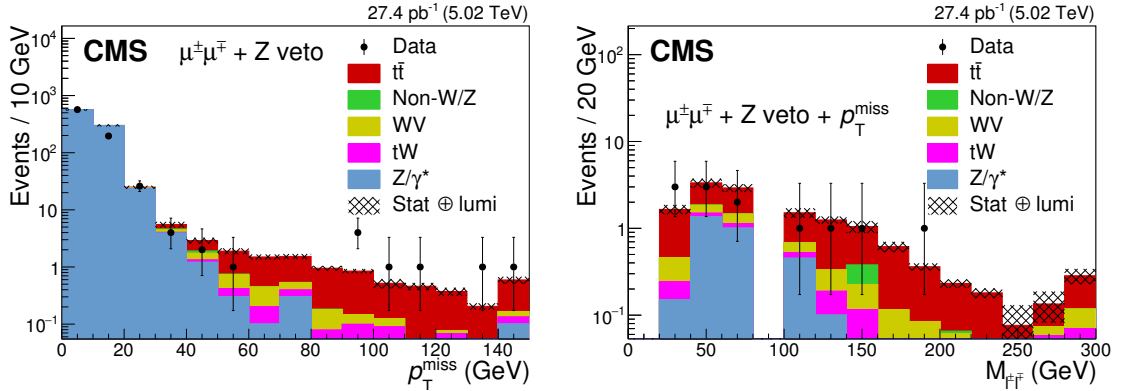 27.4 pb⁻¹ (5.02 TeV)
CMS
μ±μ∓ + Z veto
Data
tt̄
Non-W/Z
WV
tW
Z/γ*
Stat ⊕ lumi
Events / 10 GeV
10⁴
10³
10²
10
1
10⁻¹
0 20 40 60 80 100 120 140
p_T^miss (GeV)
27.4 pb⁻¹ (5.02 TeV)
CMS
Data
tt̄
Non-W/Z
WV
tW
Z/γ*
Stat ⊕ lumi
μ±μ∓ + Z veto + p_T^miss
Events / 20 GeV
10²
10
1
10⁻¹
0 50 100 150 200 250 300
M_l±l∓ (GeV)